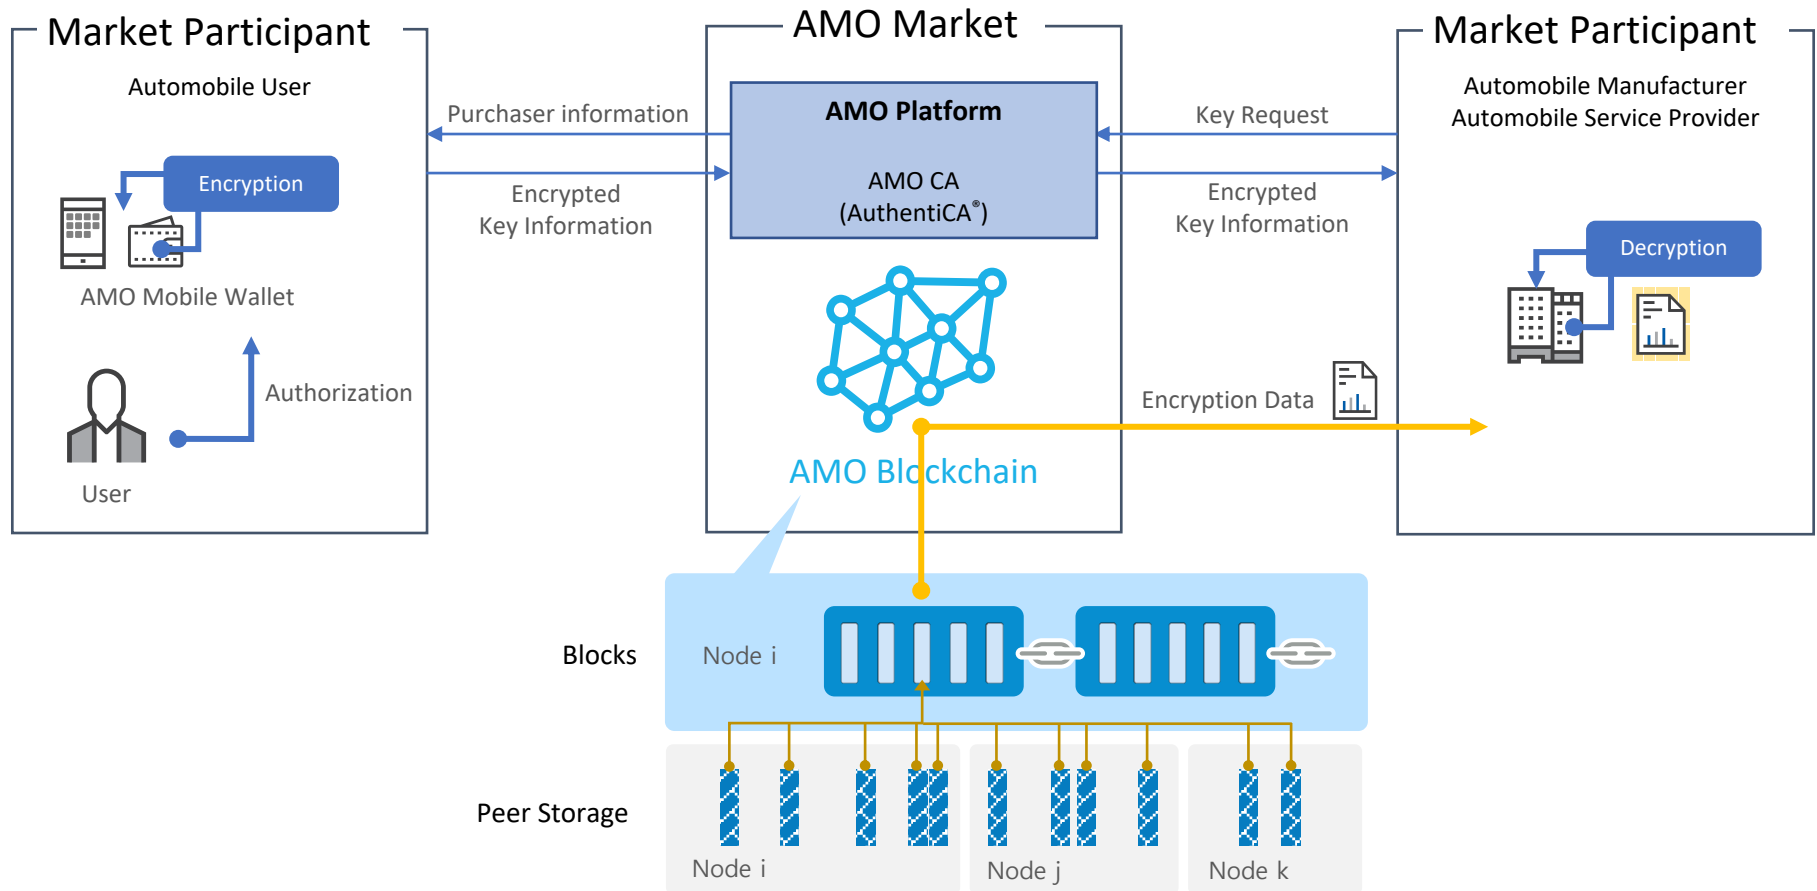 Market Participant
Automobile User
Encryption
AMO Mobile Wallet
Authorization
User
Purchaser information
Encrypted
Key Information
AMO Market
AMO Platform
AMO CA
(AuthentiCA®)
AMO Blockchain
Key Request
Encrypted
Key Information
Encryption Data
Market Participant
Automobile Manufacturer
Automobile Service Provider
Decryption
Blocks
Node i
Peer Storage
Node i
Node j
Node k